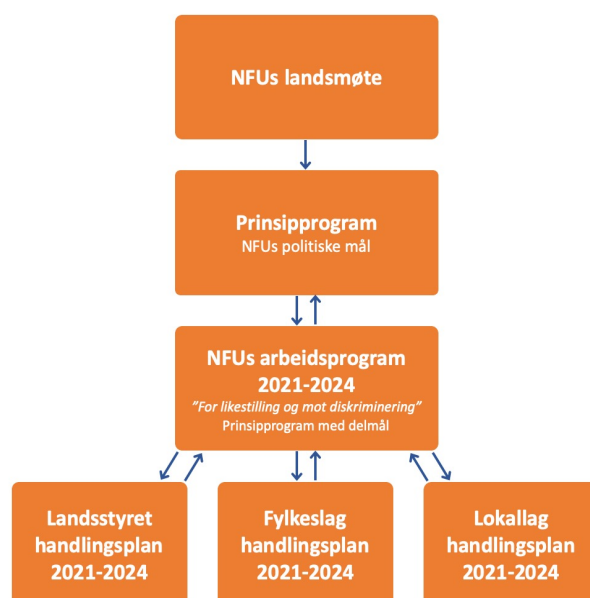 NFUs landsmøte
Prinsipprogram
NFUs politiske mål
NFUs arbeidsprogram
2021-2024
"For likestilling og mot diskriminering"
Prinsipprogram med delmål
Landsstyret
handlingsplan
2021-2024
Fylkeslag
handlingsplan
2021-2024
Lokallag
handlingsplan
2021-2024